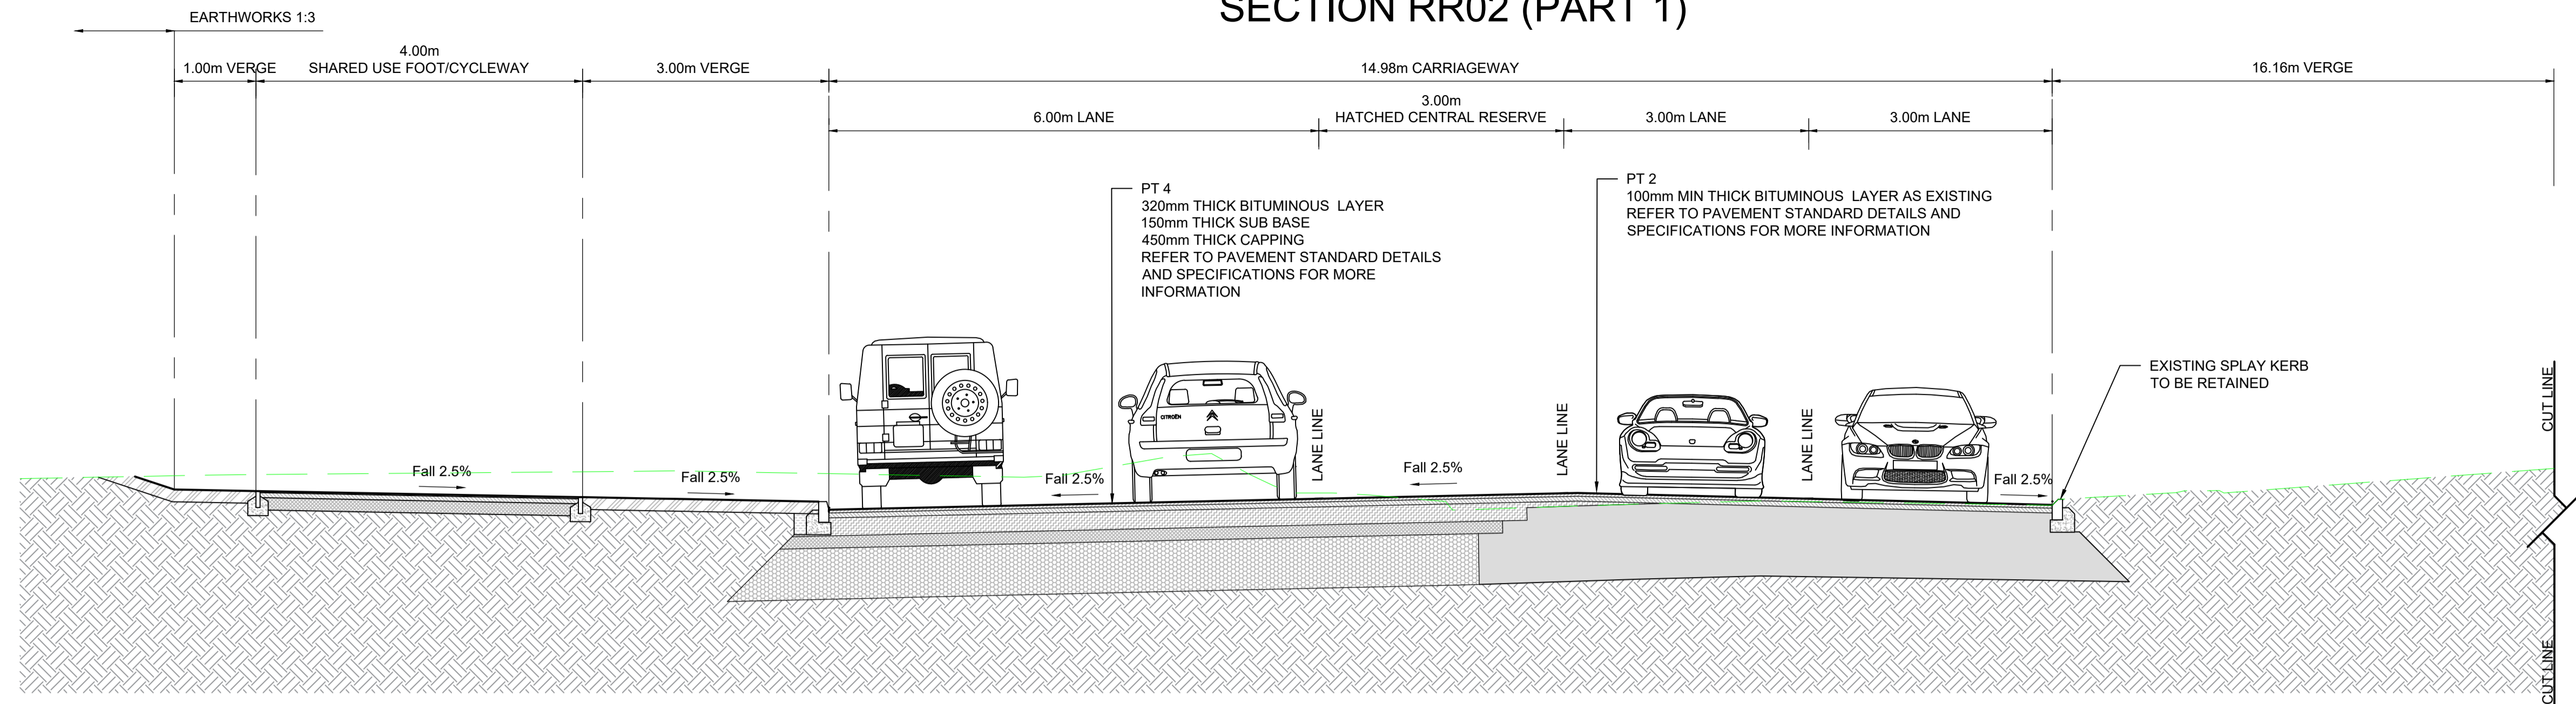 SECTION RR02 (PART 1)
EARTHWORKS 1:3
1.00m VERGE
4.00m
SHARED USE FOOT/CYCLEWAY
3.00m VERGE
14.98m CARRIAGEWAY
16.16m VERGE
6.00m LANE
3.00m
HATCHED CENTRAL RESERVE
3.00m LANE
3.00m LANE
PT 4
320mm THICK BITUMINOUS LAYER
150mm THICK SUB BASE
450mm THICK CAPPING
REFER TO PAVEMENT STANDARD DETAILS
AND SPECIFICATIONS FOR MORE
INFORMATION
PT 2
100mm MIN THICK BITUMINOUS LAYER AS EXISTING
REFER TO PAVEMENT STANDARD DETAILS AND
SPECIFICATIONS FOR MORE INFORMATION
EXISTING SPLAY KERB
TO BE RETAINED
CITROËN
LANE LINE
LANE LINE
LANE LINE
CUT LINE
Fall 2.5%
Fall 2.5%
Fall 2.5%
Fall 2.5%
Fall 2.5%
CUT LINE